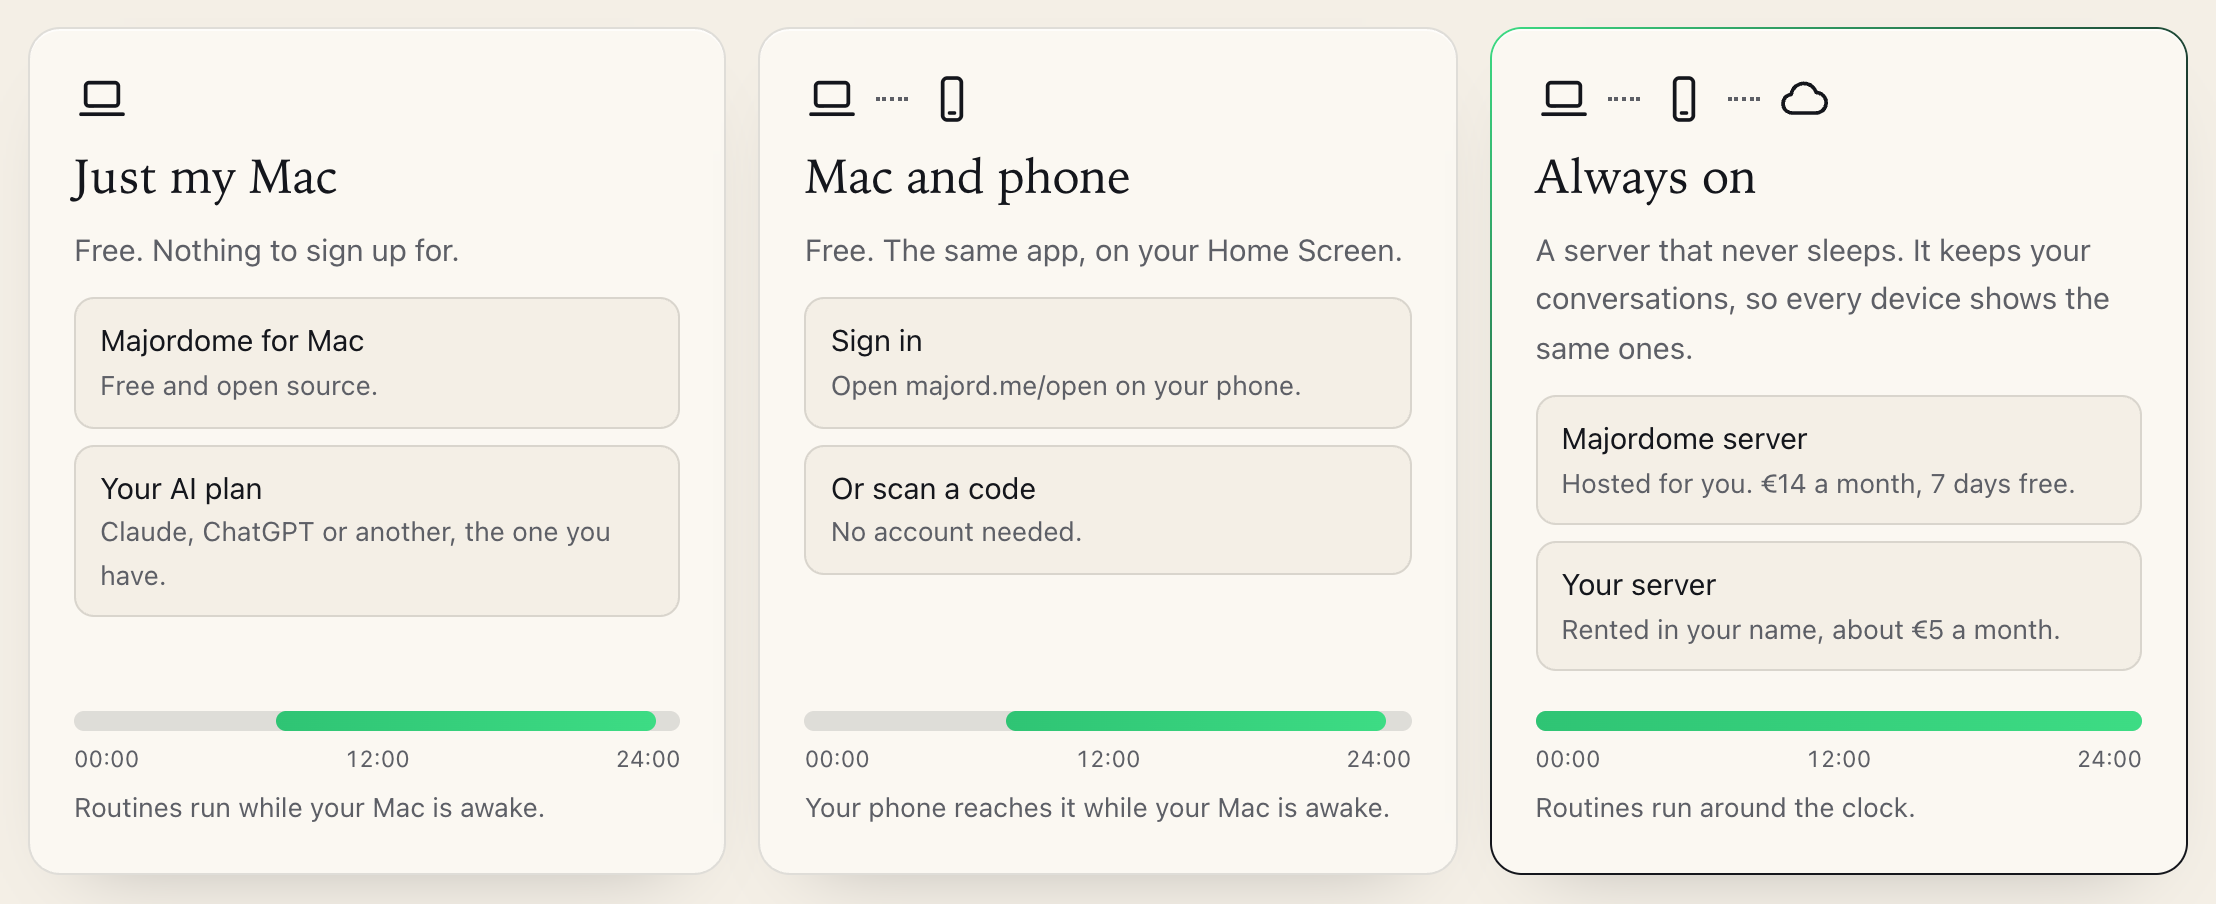 Just my Mac
Free. Nothing to sign up for.
Majordome for Mac
Free and open source.
Your AI plan
Claude, ChatGPT or another, the one you
have.
00:00 12:00 24:00
Routines run while your Mac is awake.
Mac and phone
Free. The same app, on your Home Screen.
Sign in
Open majord.me/open on your phone.
Or scan a code
No account needed.
00:00 12:00 24:00
Your phone reaches it while your Mac is awake.
Always on
A server that never sleeps. It keeps your
conversations, so every device shows the
same ones.
Majordome server
Hosted for you. €14 a month, 7 days free.
Your server
Rented in your name, about €5 a month.
00:00 12:00 24:00
Routines run around the clock.